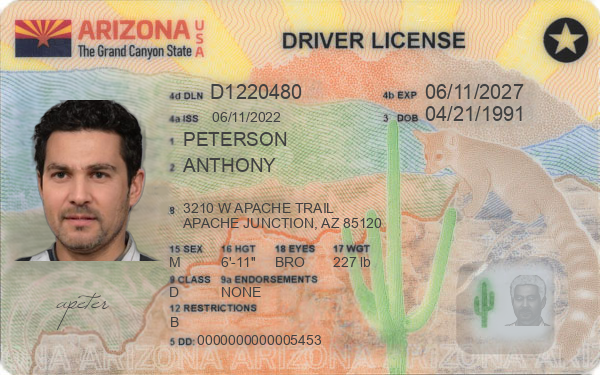 ARIZONA USA
The Grand Canyon State
DRIVER LICENSE
4d DLN D1220480 4b EXP 06/11/2027
4a ISS 06/11/2022 3 DOB 04/21/1991
1 PETERSON
2 ANTHONY
8 3210 W APACHE TRAIL
APACHE JUNCTION, AZ 85120
15 SEX 16 HGT 18 EYES 17 WGT
M 6'-11" BRO 227 lb
9 CLASS 9a ENDORSEMENTS
D NONE
12 RESTRICTIONS
B
apeter
5 DD: 0000000000005453
ARIZONA ARIZONA ARIZONA ARIZONA